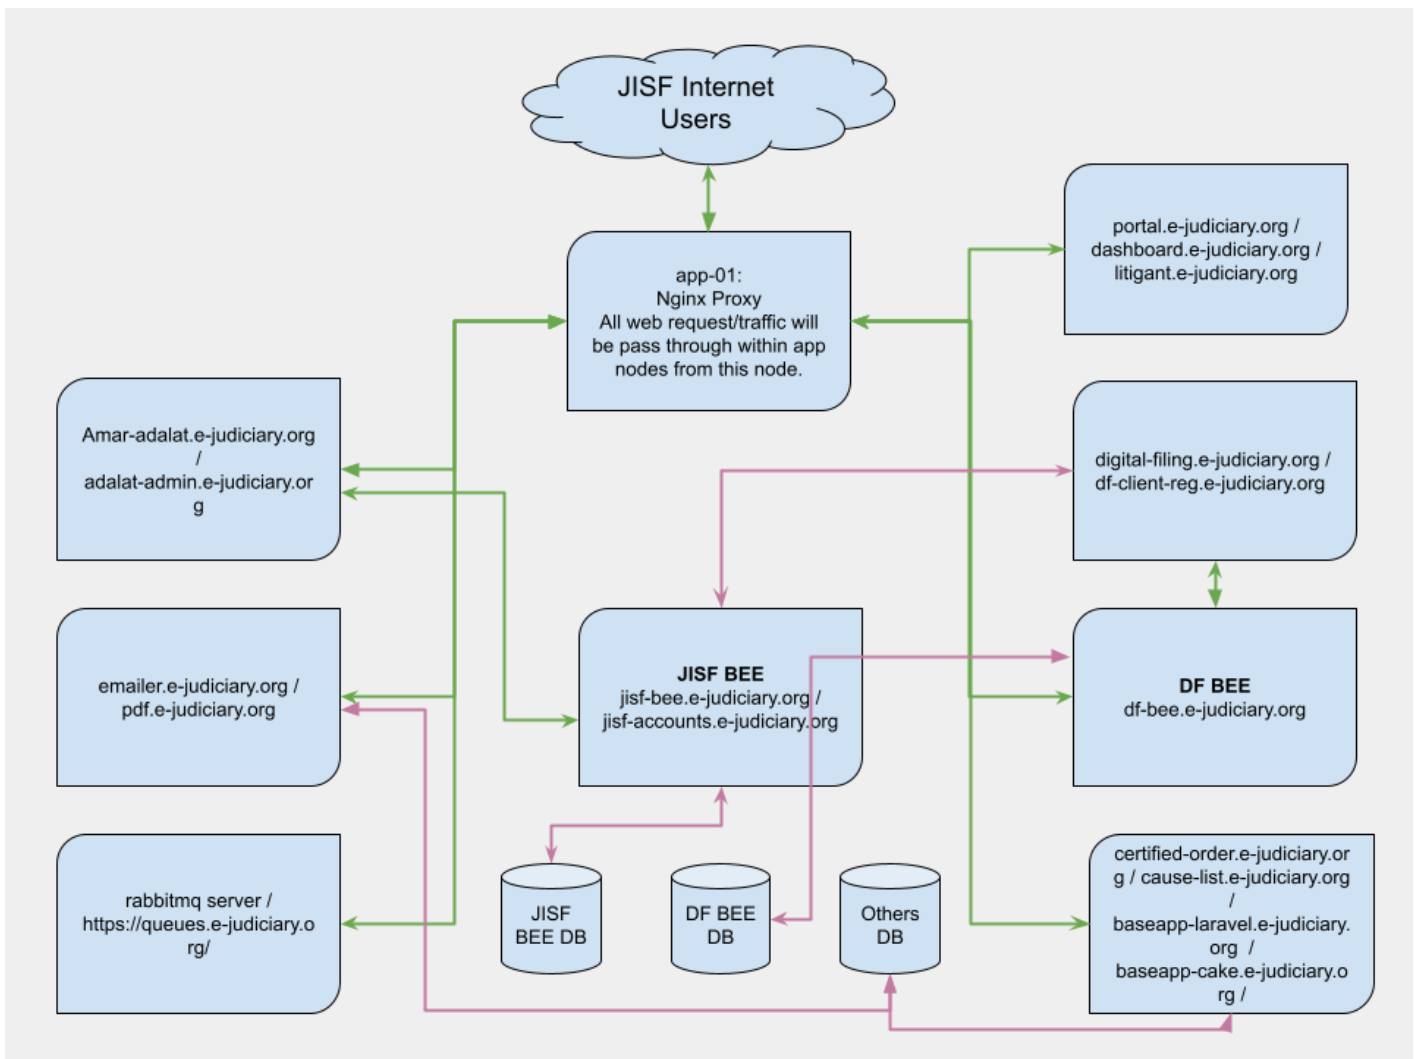 JISF Internet
Users
app-01:
Nginx Proxy
All web request/traffic will
be pass through within app
nodes from this node.
portal.e-judiciary.org /
dashboard.e-judiciary.org /
litigant.e-judiciary.org
Amar-adalat.e-judiciary.org
/
adalat-admin.e-judiciary.or
g
digital-filing.e-judiciary.org /
df-client-reg.e-judiciary.org
emailer.e-judiciary.org /
pdf.e-judiciary.org
JISF BEE
jisf-bee.e-judiciary.org /
jisf-accounts.e-judiciary.org
DF BEE
df-bee.e-judiciary.org
rabbitmq server /
https://queues.e-judiciary.o
rg/
JISF
BEE DB
DF BEE
DB
Others
DB
certified-order.e-judiciary.or
g / cause-list.e-judiciary.org
/
baseapp-laravel.e-judiciary.
org /
baseapp-cake.e-judiciary.o
rg /